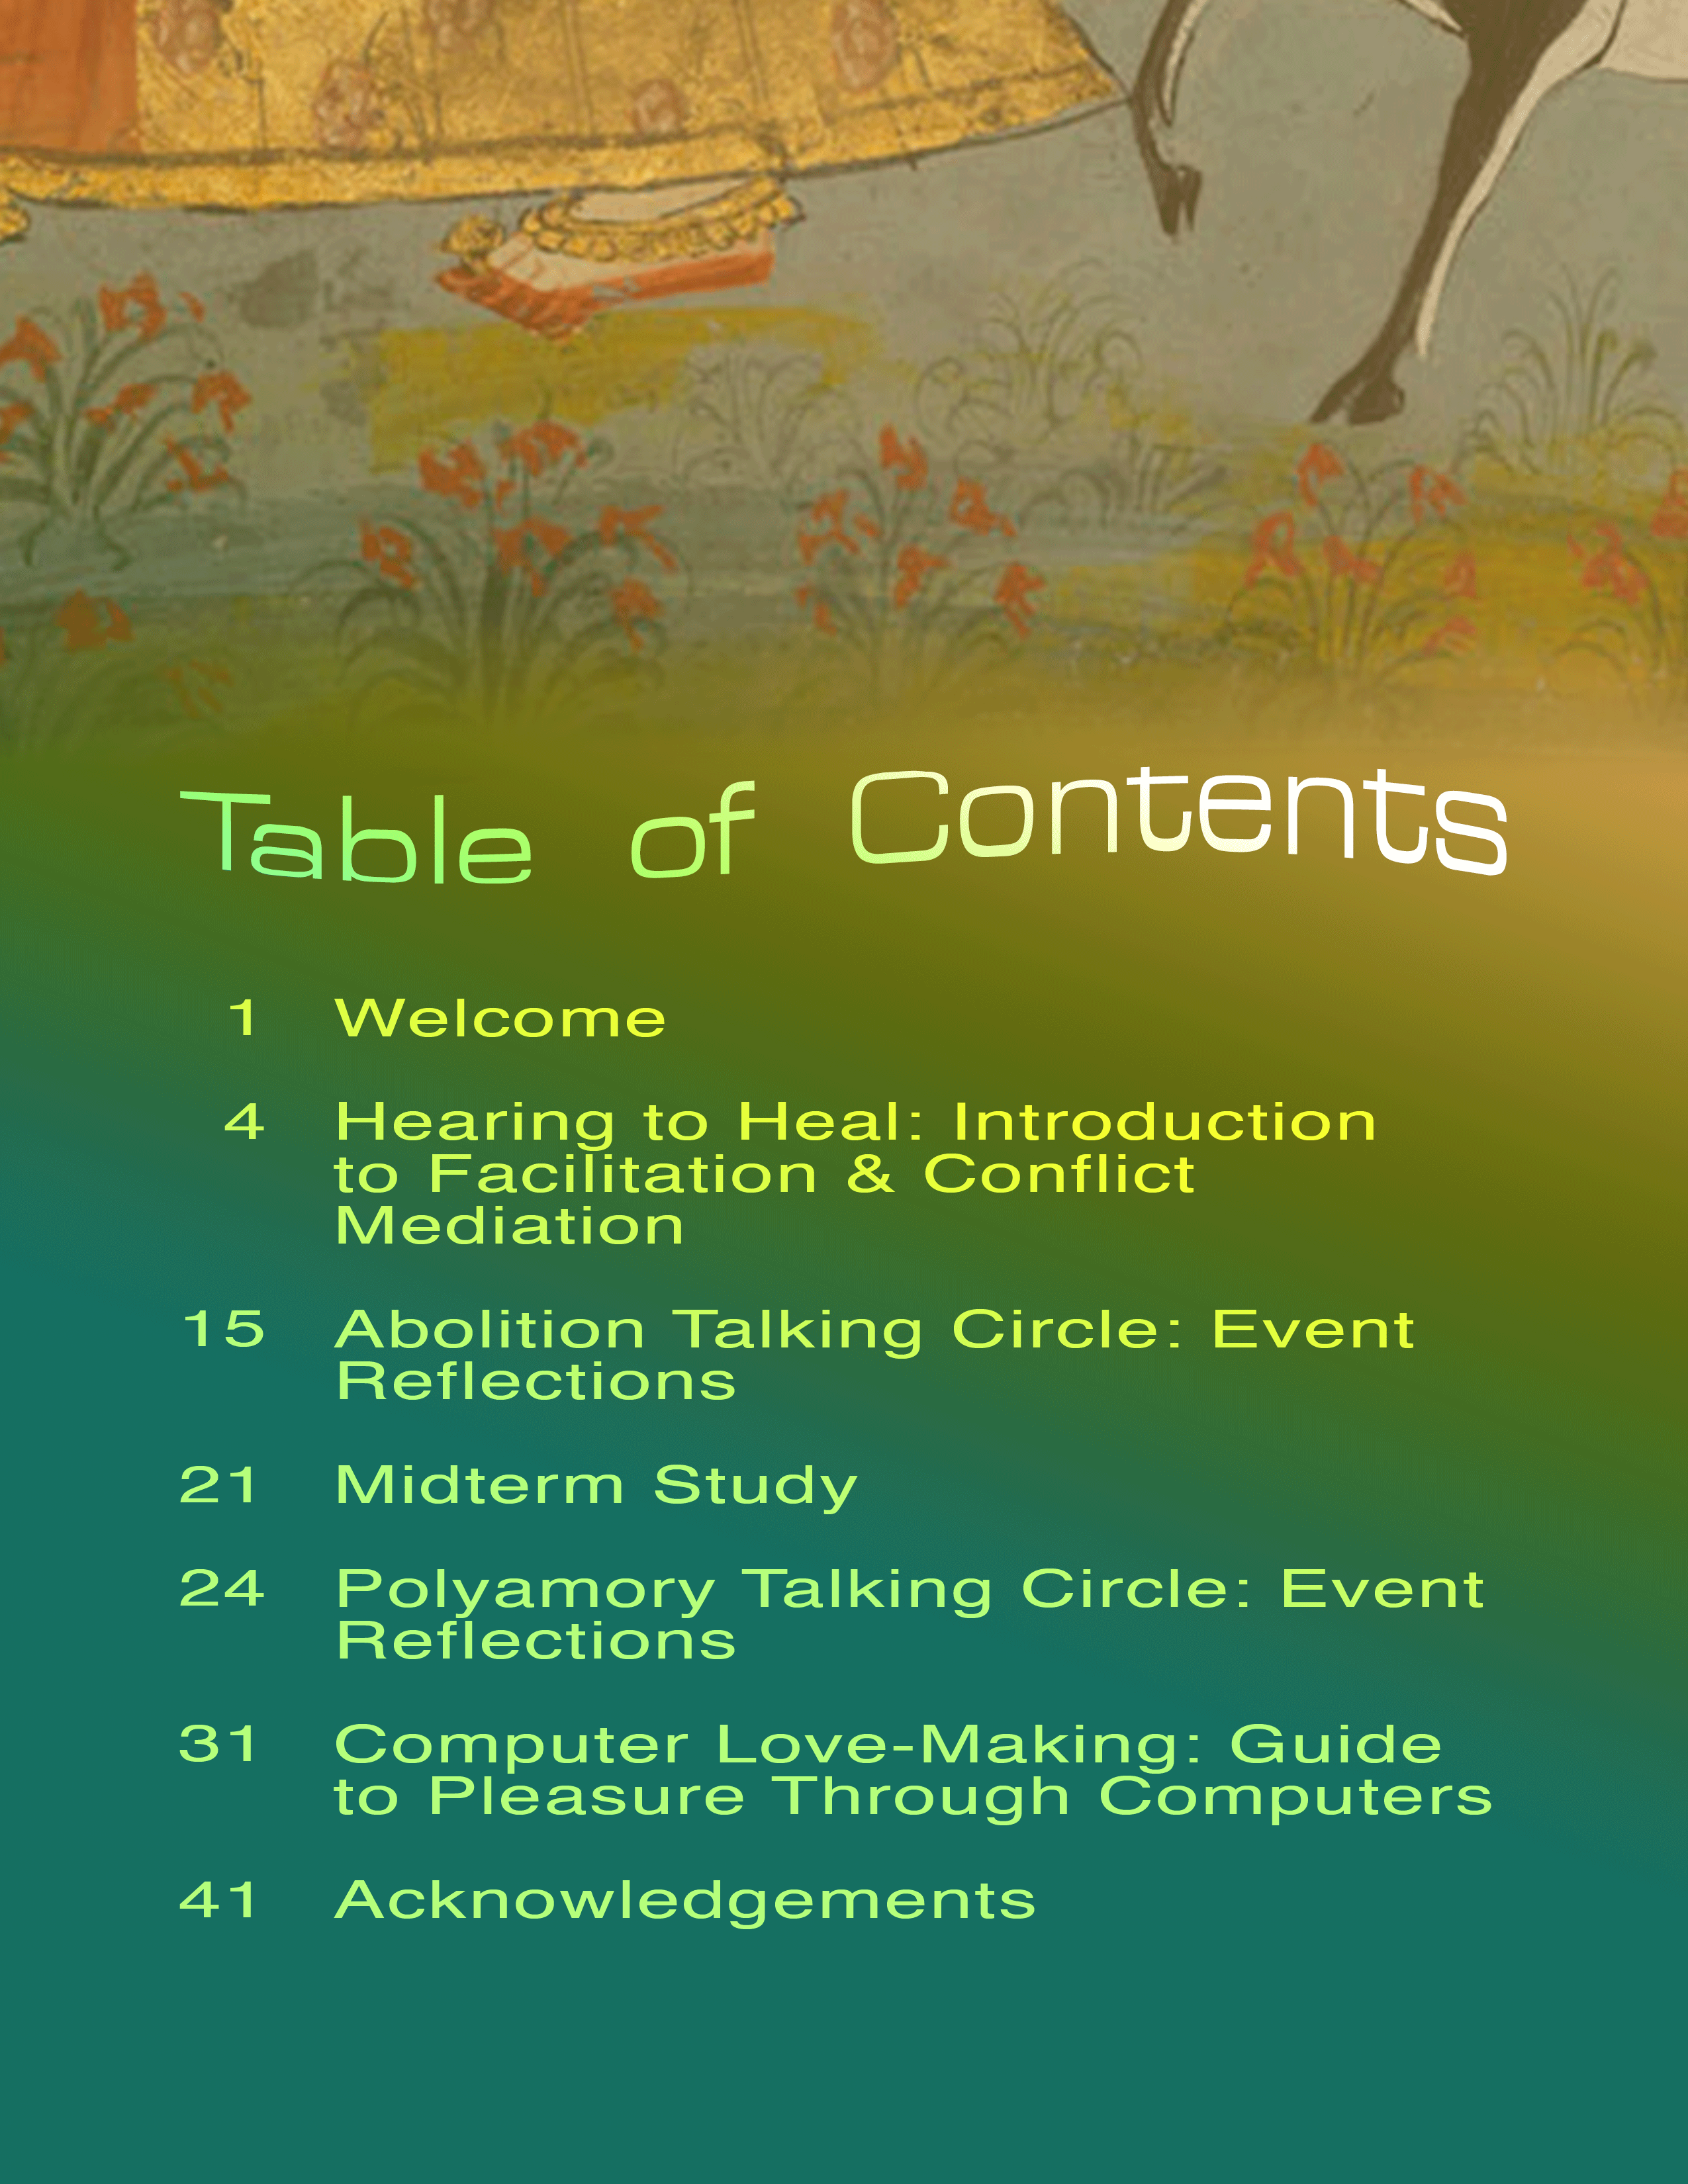 Table of Contents
1 Welcome
4 Hearing to Heal: Introduction
to Facilitation & Conflict
Mediation
15 Abolition Talking Circle: Event
Reflections
21 Midterm Study
24 Polyamory Talking Circle: Event
Reflections
31 Computer Love-Making: Guide
to Pleasure Through Computers
41 Acknowledgements